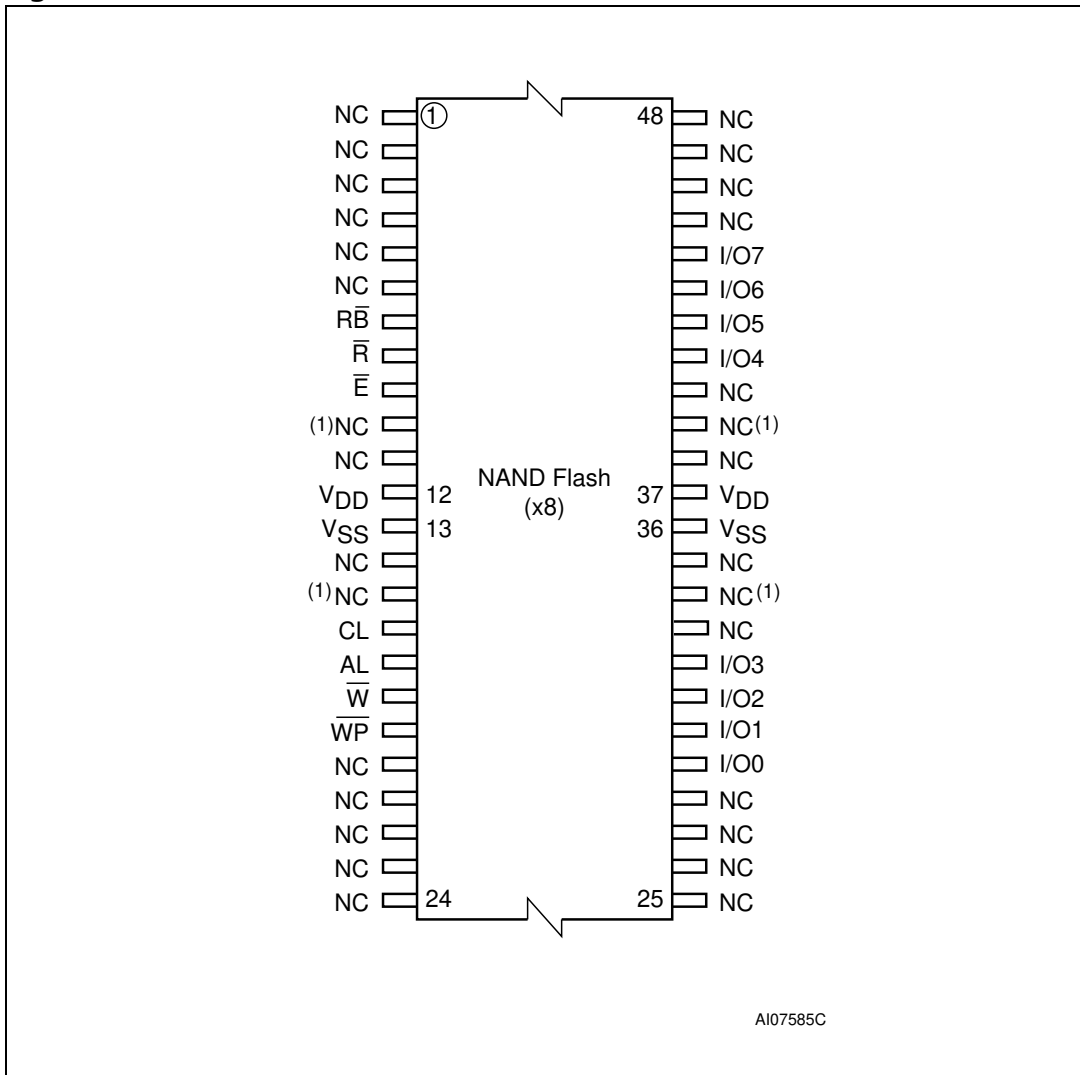 NC 1 48 NC
NC NC
NC NC
NC NC
NC I/O7
NC I/O6
RB̅ I/O5
R̅ I/O4
E̅ NC
(1)NC NC(1)
NC NC
NAND Flash
(x8)
VDD 12 37 VDD
VSS 13 36 VSS
NC NC
(1)NC NC(1)
CL NC
AL I/O3
W̅ I/O2
W̅P̅ I/O1
NC I/O0
NC NC
NC NC
NC NC
NC 24 25 NC
AI07585C